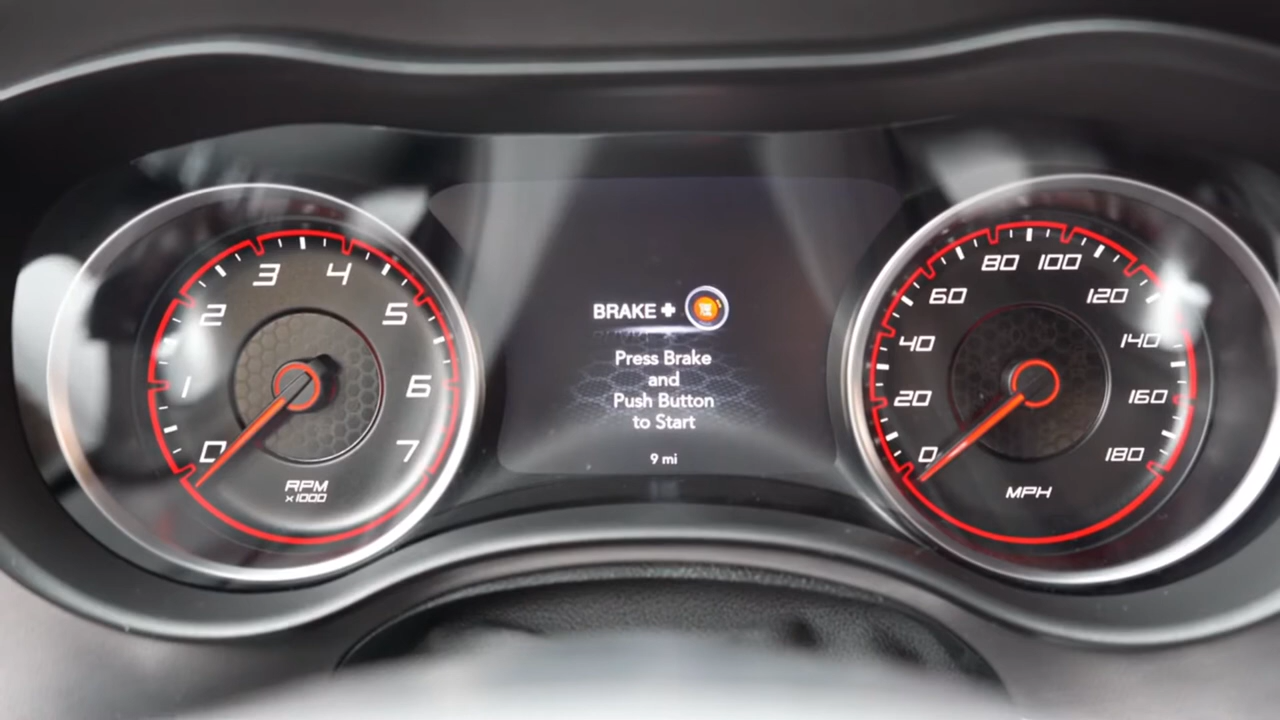 0
1
2
3
4
5
6
7
RPM
x1000
BRAKE +
Press Brake
and
Push Button
to Start
9 mi
0
20
40
60
80
100
120
140
160
180
MPH